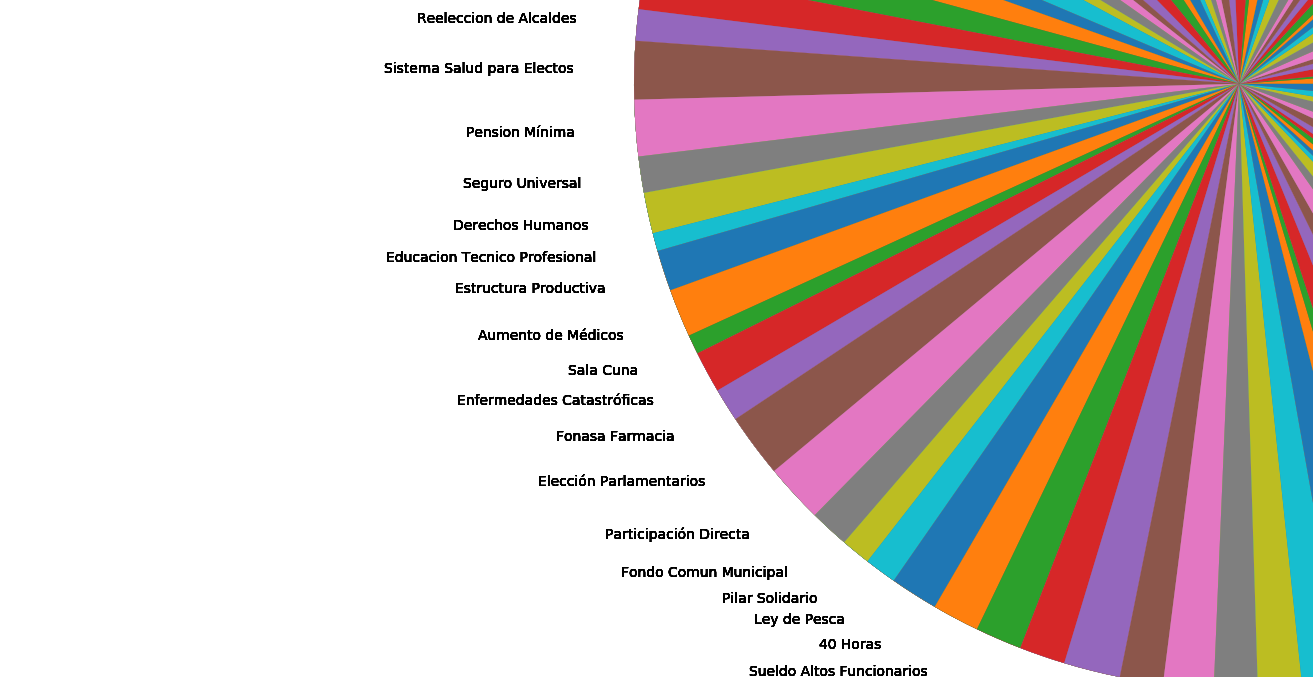 Reeleccion de Alcaldes
Sistema Salud para Electos
Pension Mínima
Seguro Universal
Derechos Humanos
Educacion Tecnico Profesional
Estructura Productiva
Aumento de Médicos
Sala Cuna
Enfermedades Catastróficas
Fonasa Farmacia
Elección Parlamentarios
Participación Directa
Fondo Comun Municipal
Pilar Solidario
Ley de Pesca
40 Horas
Sueldo Altos Funcionarios